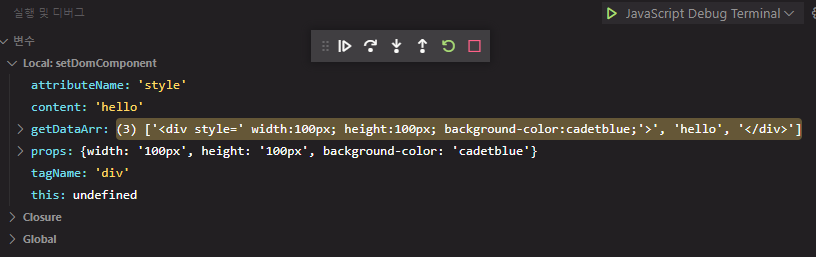 실행 및 디버그
JavaScript Debug Terminal
변수
Local: setDomComponent
attributeName: 'style'
content: 'hello'
getDataArr: (3) ['<div style=' width:100px; height:100px; background-color:cadetblue;'>', 'hello', '</div>']
props: {width: '100px', height: '100px', background-color: 'cadetblue'}
tagName: 'div'
this: undefined
Closure
Global